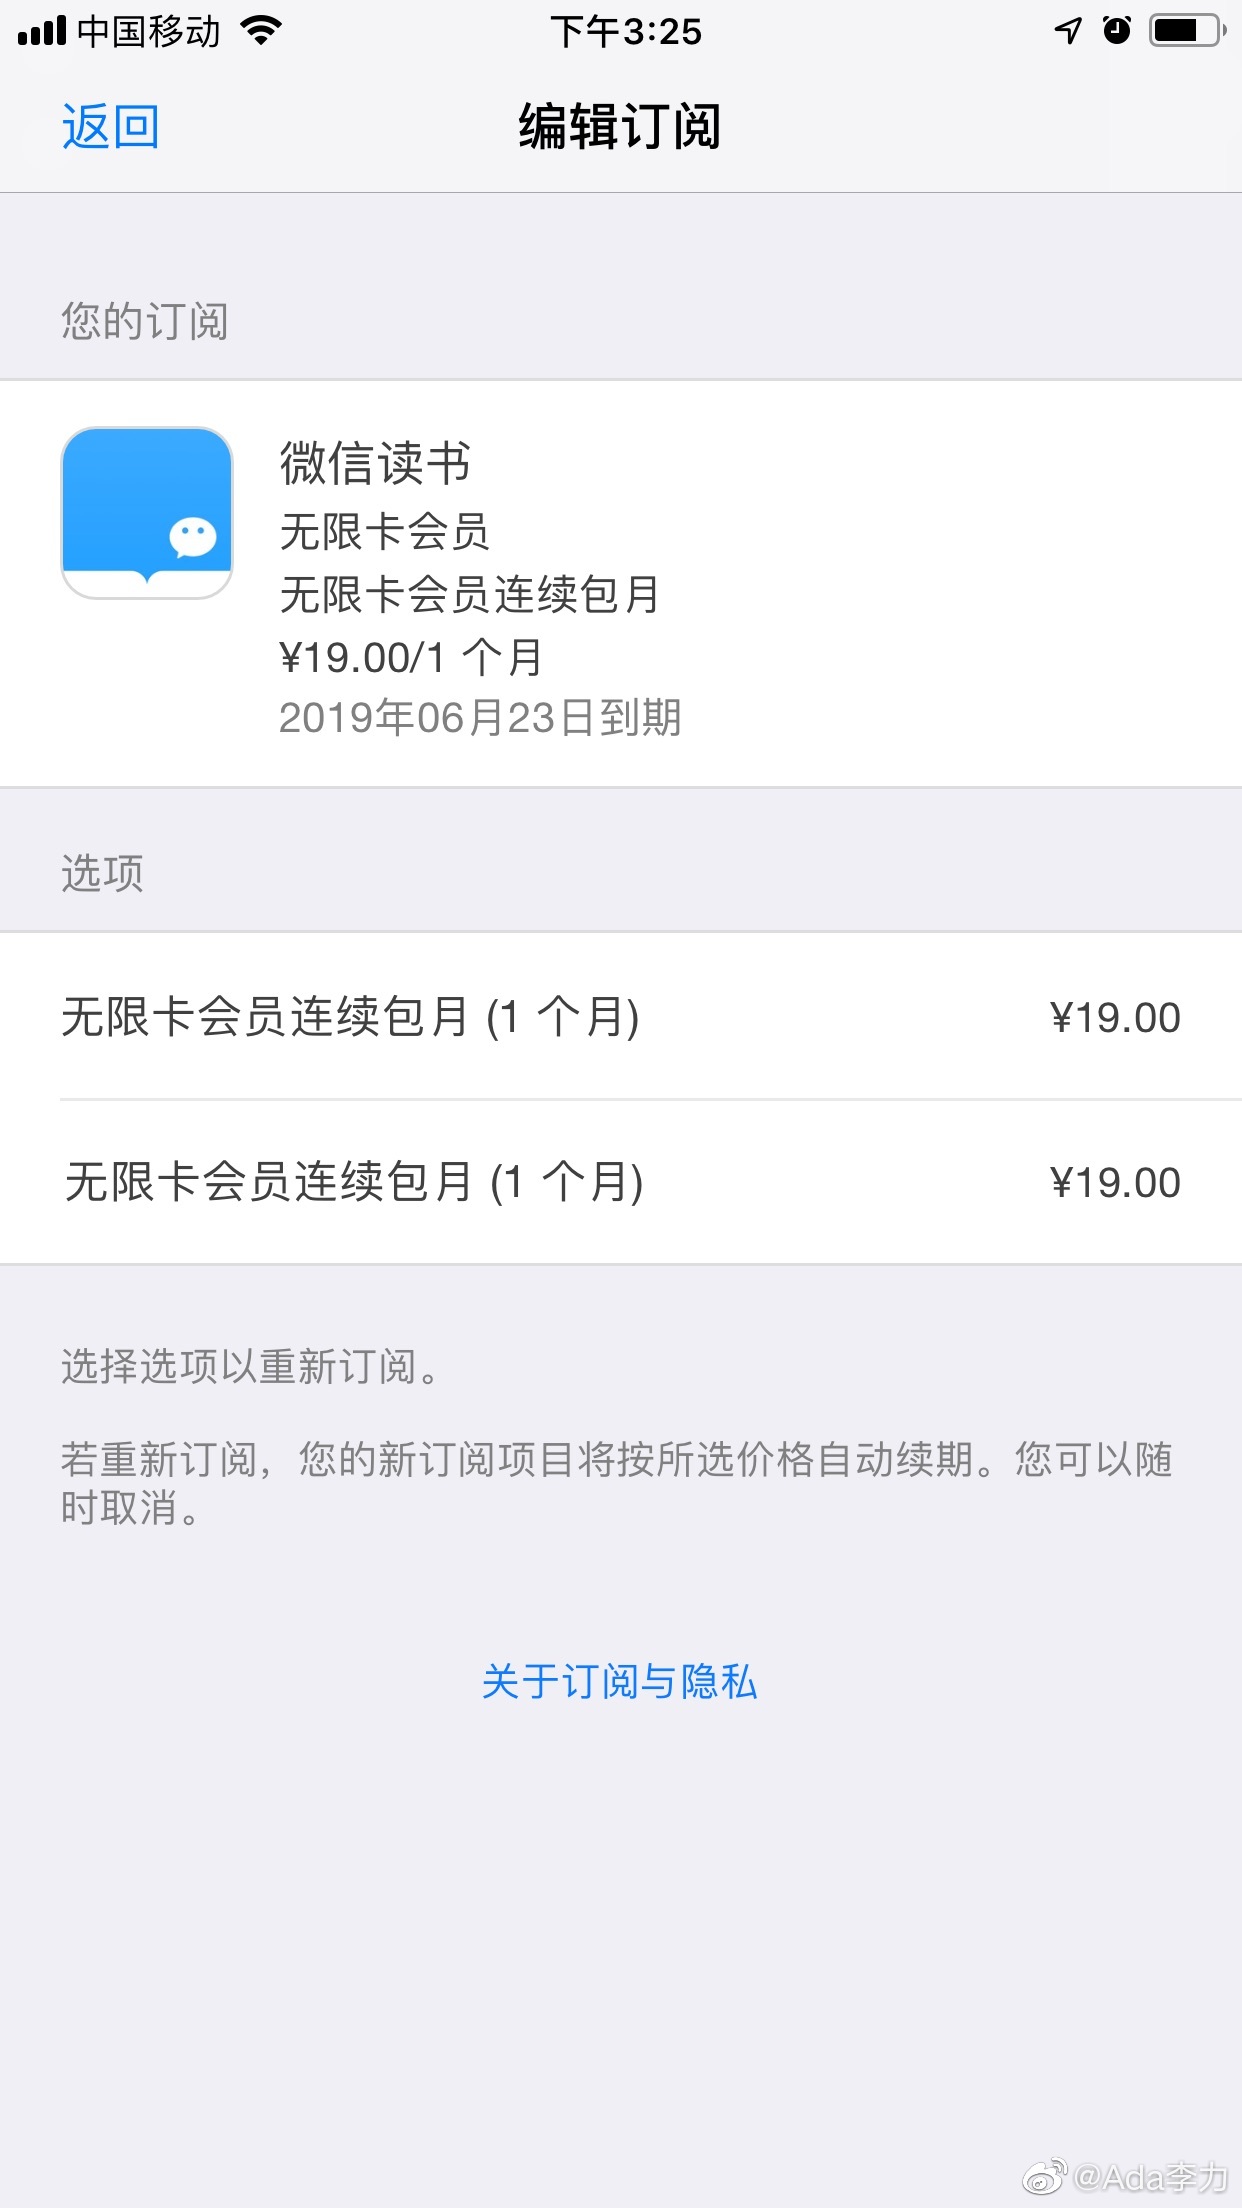 中国移动
下午3:25
返回
编辑订阅
您的订阅
微信读书
无限卡会员
无限卡会员连续包月
¥19.00/1 个月
2019年06月23日到期
选项
无限卡会员连续包月 (1 个月)
¥19.00
无限卡会员连续包月 (1 个月)
¥19.00
选择选项以重新订阅。
若重新订阅，您的新订阅项目将按所选价格自动续期。您可以随
时取消。
关于订阅与隐私
@Ada李力